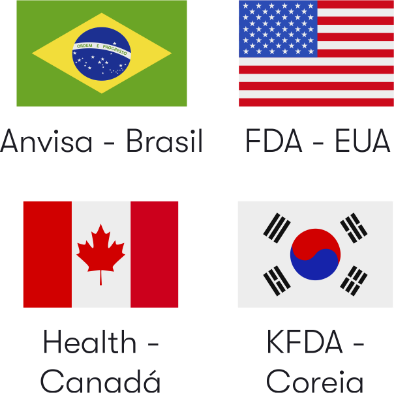 Anvisa - Brasil
FDA - EUA
Health -
Canadá
KFDA -
Coreia